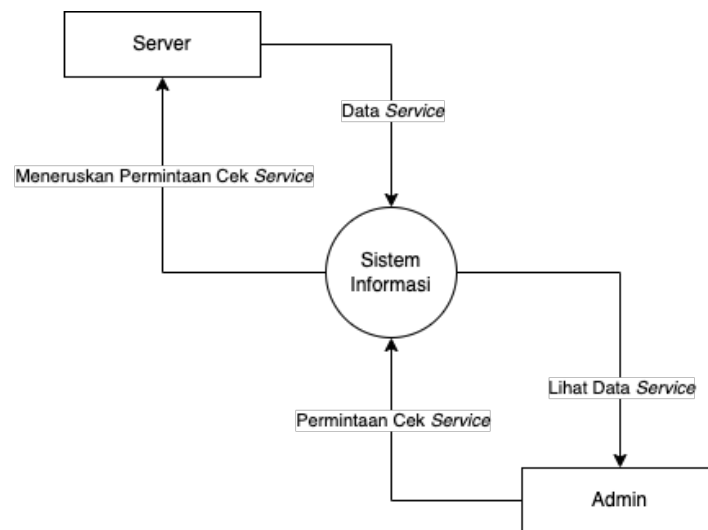 Server
Data Service
Meneruskan Permintaan Cek Service
Sistem
Informasi
Lihat Data Service
Permintaan Cek Service
Admin